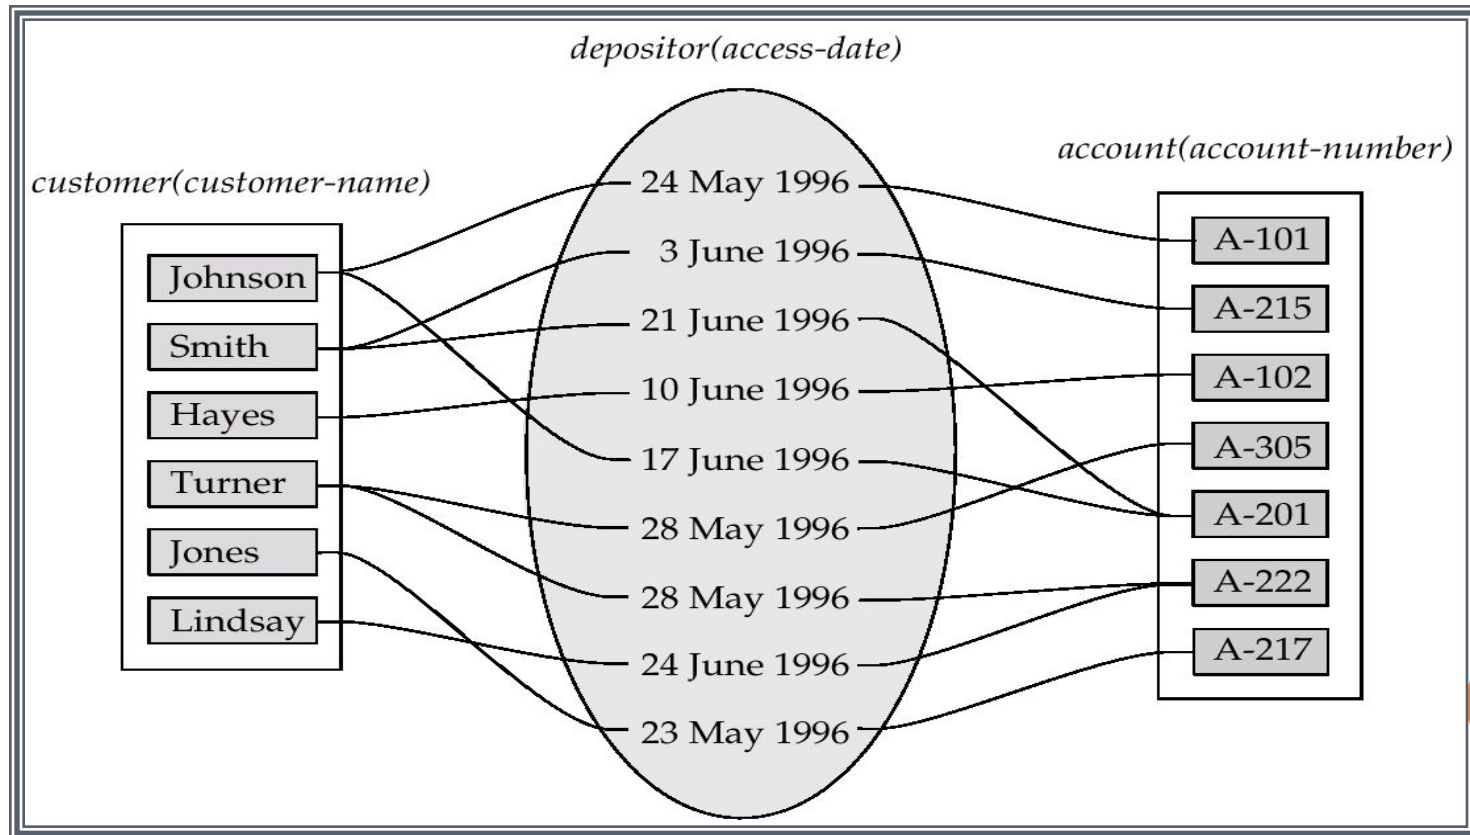 depositor(access-date)
customer(customer-name)
account(account-number)
Johnson
Smith
Hayes
Turner
Jones
Lindsay
24 May 1996
3 June 1996
21 June 1996
10 June 1996
17 June 1996
28 May 1996
28 May 1996
24 June 1996
23 May 1996
A-101
A-215
A-102
A-305
A-201
A-222
A-217